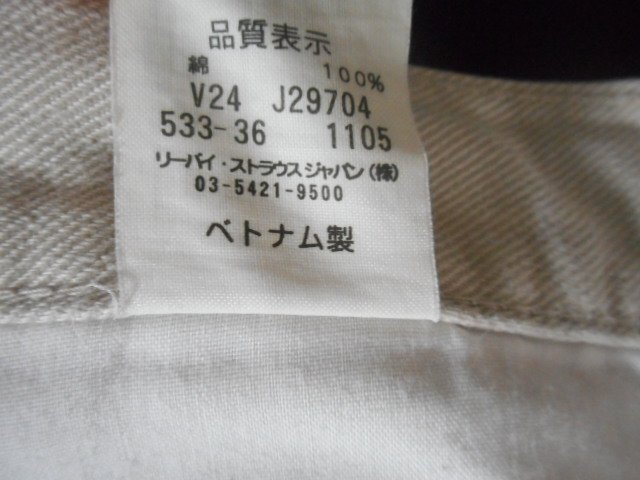 品質表示
綿 100%
V24 J29704
533-36 1105
リーバイ・ストラウスジャパン(株)
03-5421-9500
ベトナム製